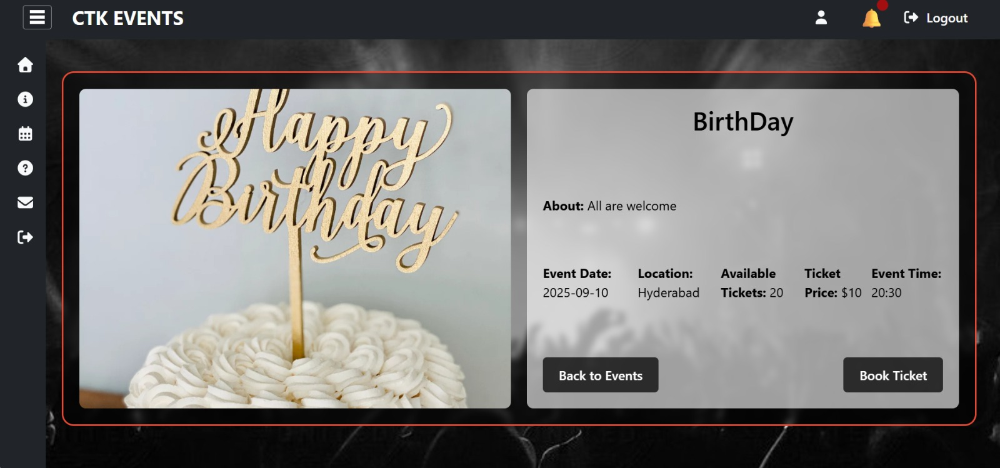 CTK EVENTS
Logout
Happy
Birthday
BirthDay
About: All are welcome
Event Date:
2025-09-10
Location:
Hyderabad
Available
Tickets: 20
Ticket
Price: $10
Event Time:
20:30
Back to Events
Book Ticket